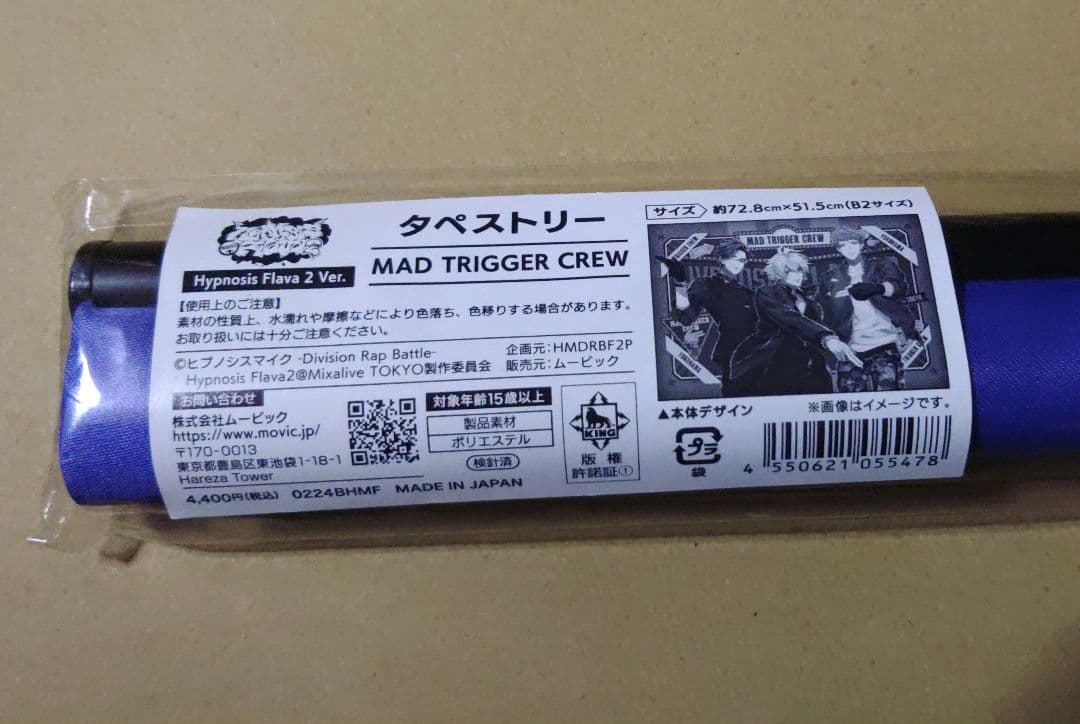 タペストリー
MAD TRIGGER CREW
Hypnosis Flava 2 Ver.
【使用上のご注意】
素材の性質上、水濡れや摩擦などにより色落ち、色移りする場合があります。
お取り扱いには十分ご注意ください。
©ヒプノシスマイク -Division Rap Battle-
Hypnosis Flava2@Mixalive TOKYO製作委員会
企画元:HMDRBF2P
販売元:ムービック
お問い合わせ
株式会社ムービック
https://www.movic.jp/
〒170-0013
東京都豊島区東池袋1-18-1
Hareza Tower
対象年齢15歳以上
製品素材
ポリエステル
検針済
KING
版権
許諾証①
4,400円(税込) 0224BHMF MADE IN JAPAN
サイズ 約72.8cm×51.5cm(B2サイズ)
MAD TRIGGER CREW
▲本体デザイン
※画像はイメージです。
プラ
袋
4 550621 055478